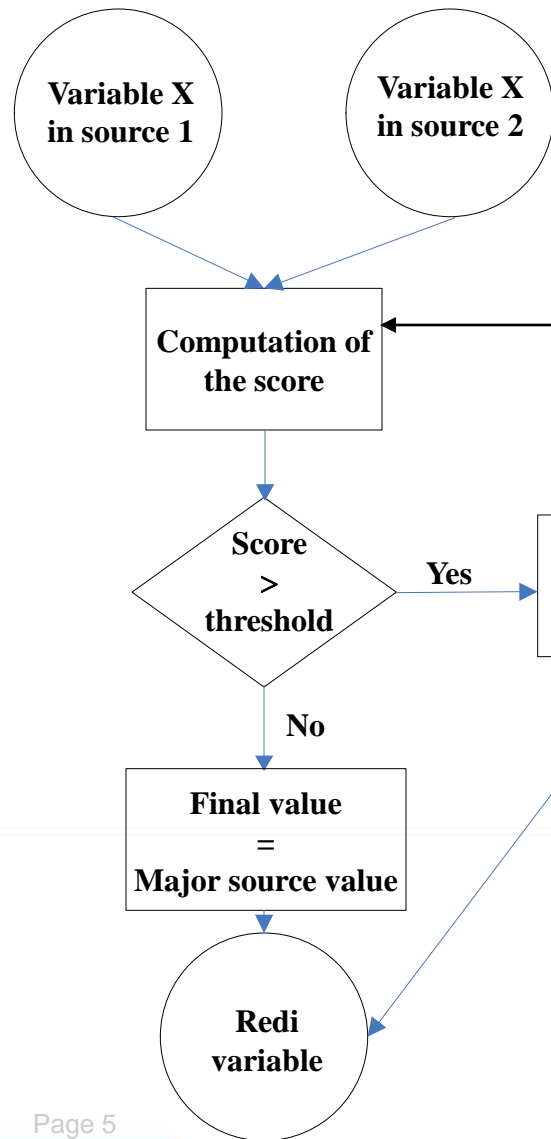 Variable X
in source 1
Variable X
in source 2
Computation of
the score
Score
>
threshold
Yes
No
Final value
=
Major source value
Redi
variable
Page 5